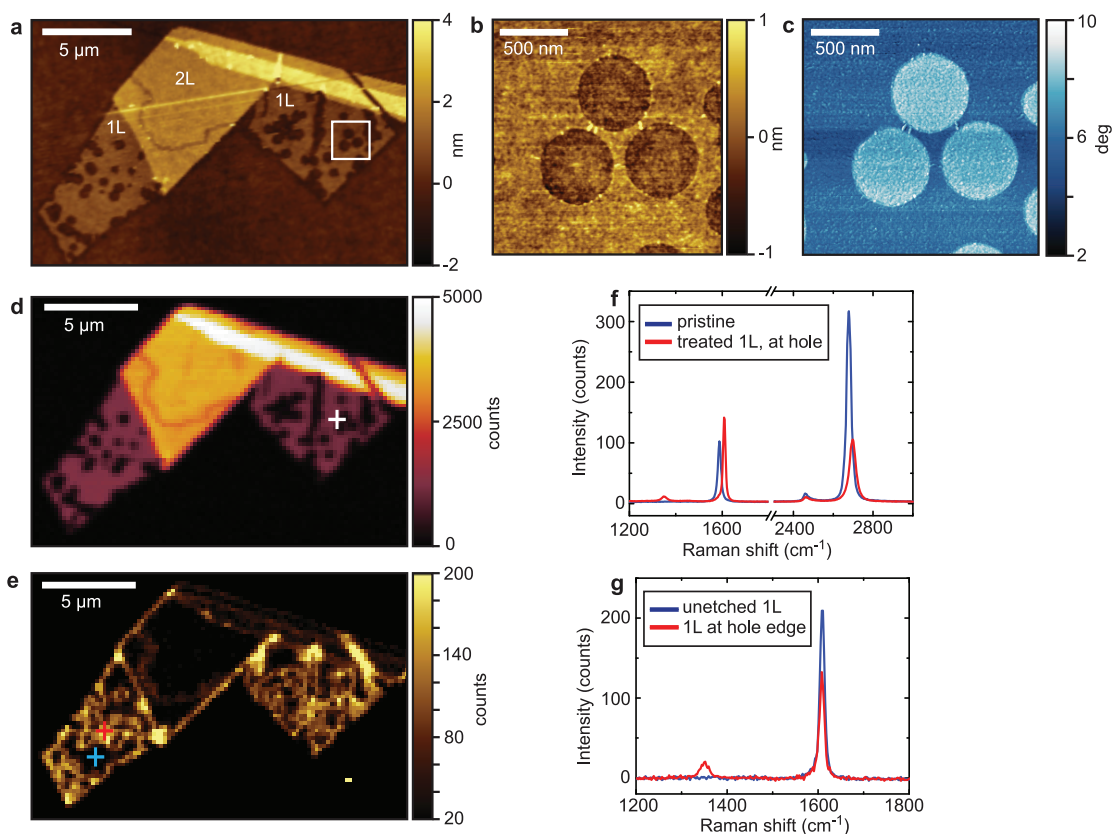 a
5 µm
2L
1L
1L
4
2
0
-2
nm
b
500 nm
1
0
-1
nm
c
500 nm
10
8
6
4
2
deg
d
5 µm
5000
2500
0
counts
f
pristine
treated 1L, at hole
300
200
100
0
Intensity (counts)
1200
1600
2400
2800
Raman shift (cm⁻¹)
e
5 µm
200
140
80
20
counts
g
unetched 1L
1L at hole edge
200
100
0
Intensity (counts)
1200
1400
1600
1800
Raman shift (cm⁻¹)